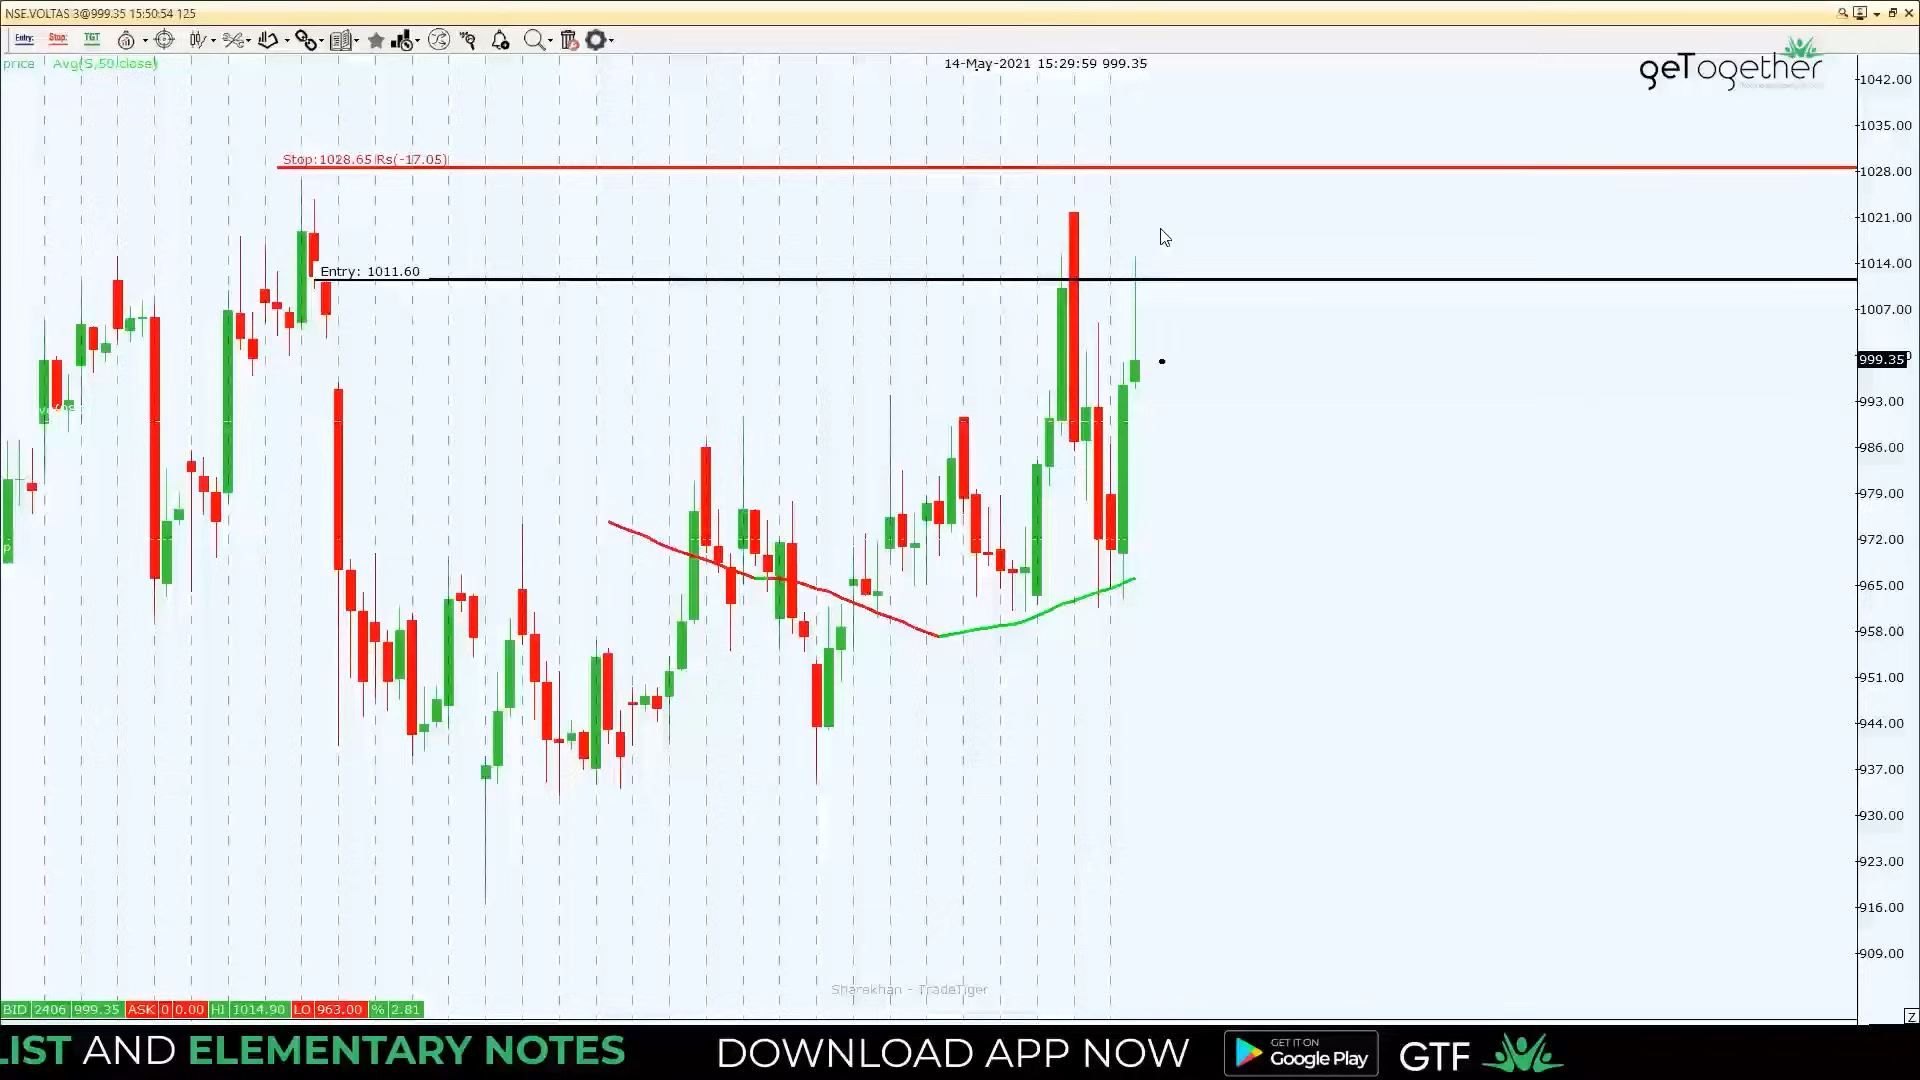 NSE.VOLTAS 3@999.35 15:50:54 125
Entry: Stop: TGT
price Avg(S,50,close)
14-May-2021 15:29:59 999.35
geTogether
1042.00
1035.00
Stop:1028.65 Rs(-17.05)
1028.00
1021.00
1014.00
Entry: 1011.60
1007.00
999.35
993.00
986.00
979.00
972.00
965.00
958.00
951.00
944.00
937.00
930.00
923.00
916.00
909.00
Sharekhan - TradeTiger
BID 2406 999.35 ASK 0 0.00 HI 1014.90 LO 963.00 % 2.81
Z
LIST AND ELEMENTARY NOTES DOWNLOAD APP NOW GET IT ON
Google Play
GTF